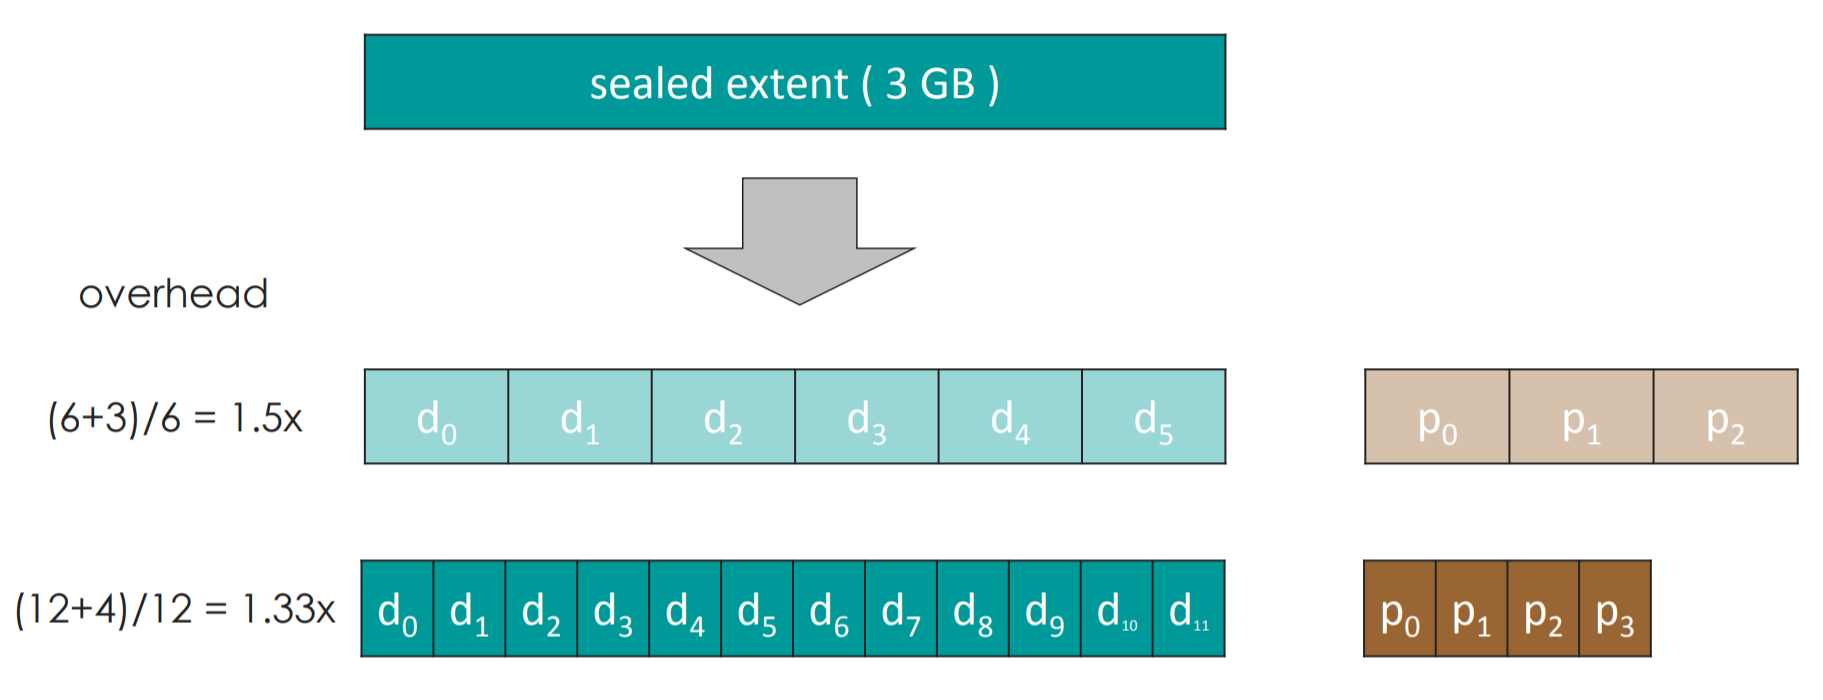 sealed extent ( 3 GB )
overhead
(6+3)/6 = 1.5x d₀ d₁ d₂ d₃ d₄ d₅ p₀ p₁ p₂
(12+4)/12 = 1.33x d₀ d₁ d₂ d₃ d₄ d₅ d₆ d₇ d₈ d₉ d₁₀ d₁₁ p₀ p₁ p₂ p₃